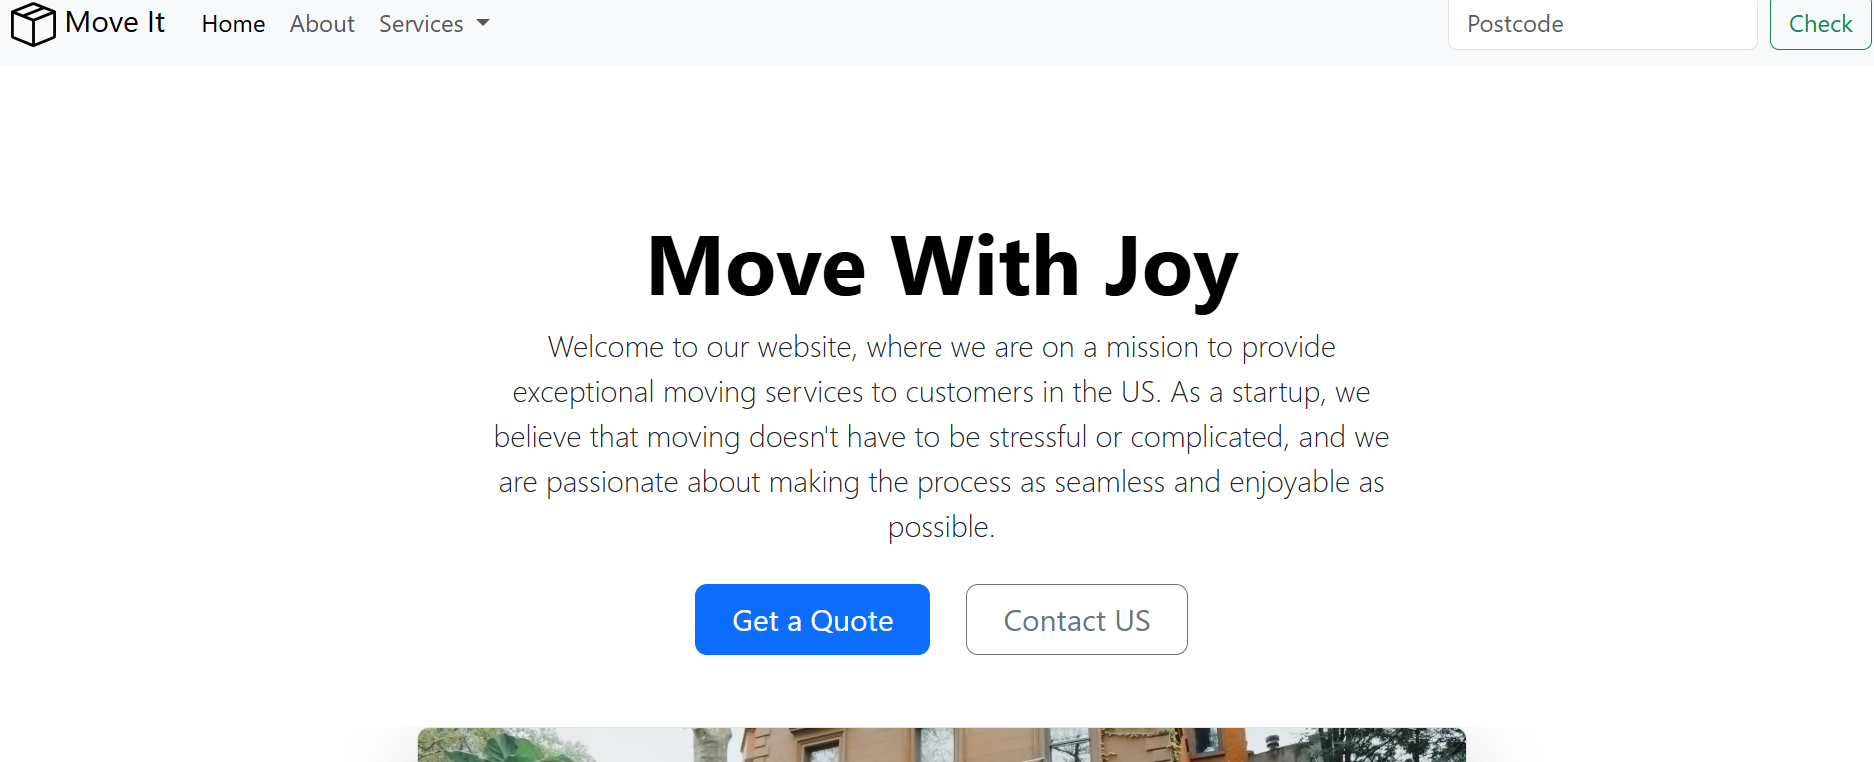 Move It Home About Services Postcode Check
Move With Joy
Welcome to our website, where we are on a mission to provide
exceptional moving services to customers in the US. As a startup, we
believe that moving doesn't have to be stressful or complicated, and we
are passionate about making the process as seamless and enjoyable as
possible.
Get a Quote Contact US